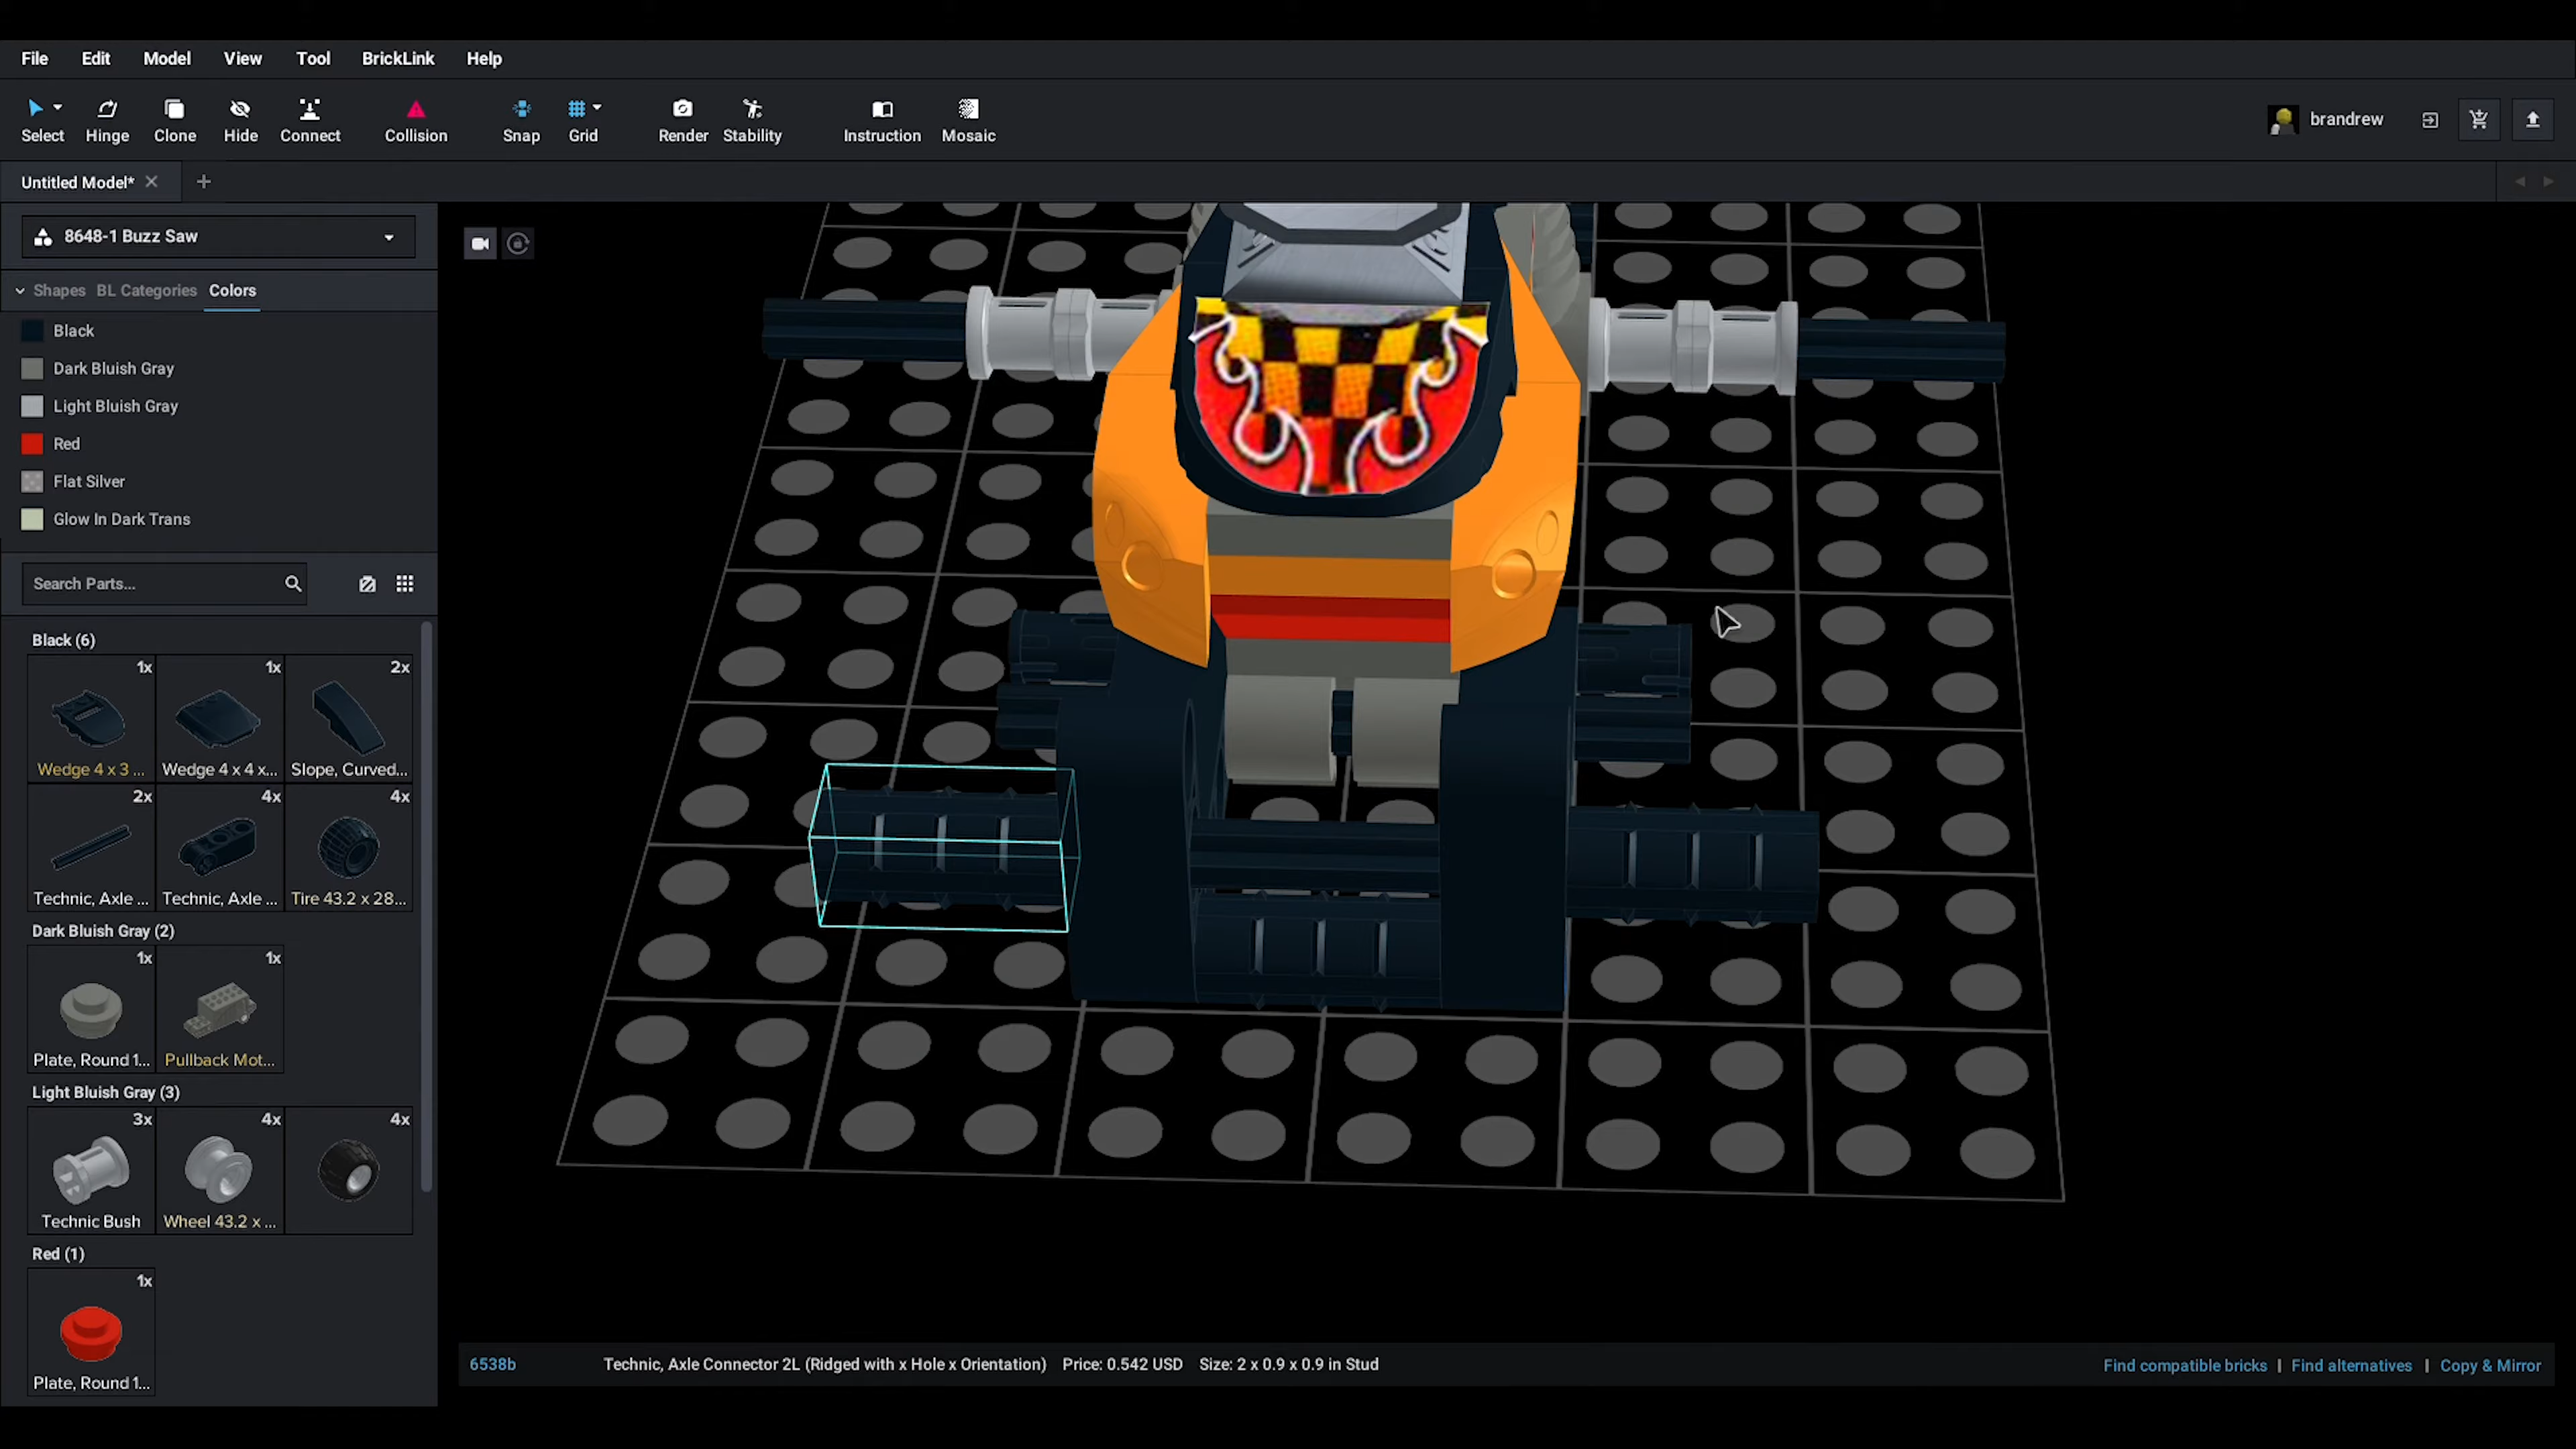 File Edit Model View Tool BrickLink Help
Select Hinge Clone Hide Connect Collision Snap Grid Render Stability Instruction Mosaic brandrew
Untitled Model*
8648-1 Buzz Saw
Shapes BL Categories Colors
Black
Dark Bluish Gray
Light Bluish Gray
Red
Flat Silver
Glow In Dark Trans
Search Parts...
Black (6)
1x 1x 2x
Wedge 4 x 3 ... Wedge 4 x 4 x... Slope, Curved...
2x 4x 4x
Technic, Axle ... Technic, Axle ... Tire 43.2 x 28...
Dark Bluish Gray (2)
1x 1x
Plate, Round 1... Pullback Mot...
Light Bluish Gray (3)
3x 4x 4x
Technic Bush Wheel 43.2 x ...
Red (1)
1x
Plate, Round 1...
6538b Technic, Axle Connector 2L (Ridged with x Hole x Orientation) Price: 0.542 USD Size: 2 x 0.9 x 0.9 in Stud Find compatible bricks | Find alternatives | Copy & Mirror